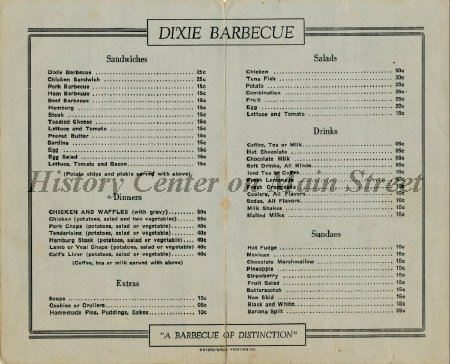 DIXIE BARBECUE
Sandwiches
Dixie Barbecue 25c
Chicken Sandwich 25c
Pork Barbecue 15c
Ham Barbecue 15c
Beef Barbecue 15c
Hamburg 15c
Steak 15c
Toasted Cheese 15c
Lettuce and Tomato 15c
Peanut Butter 15c
Sardine 15c
Egg 15c
Egg Salad 15c
Lettuce, Tomato and Bacon 15c
(Potato chips and pickle served with above)
Dinners
CHICKEN AND WAFFLES (with gravy) 50c
Chicken (potatoes, salad and two vegetables) 65c
Pork Chops (potatoes, salad or vegetable) 40c
Tenderloins (potatoes, salad or vegetable) 40c
Hamburg Steak (potatoes, salad or vegetable) 40c
Lamb or Veal Chops (potatoes, salad or vegetable) 40c
Calf's Liver (potatoes, salad or vegetable) 40c
(Coffee, tea or milk served with above)
Extras
Soups 15c
Cookies or Crullers 05c
Home-made Pies, Puddings, Cakes 10c
Salads
Chicken 50c
Tuna Fish 30c
Potato 25c
Combination 25c
Fruit 25c
Egg 20c
Lettuce and Tomato 15c
Drinks
Coffee, Tea or Milk 05c
Hot Chocolate 05c
Chocolate Milk 05c
Soft Drinks, All Kinds 05c
Iced Tea or Coffee
Fresh Lemonade
Fresh Orangeade
Coolers, All Flavors 10c
Sodas, All Flavors 10c
Milk Shakes 15c
Malted Milks 15c
Sundaes
Hot Fudge 15c
Mexican 15c
Chocolate Marshmallow 15c
Pineapple 15c
Strawberry 15c
Fruit Salad 15c
Butterscotch 15c
Non Skid 15c
Black and White 15c
Banana Split 25c
"A BARBECUE OF DISTINCTION"
PRINTING CO.
History Center on Main Street